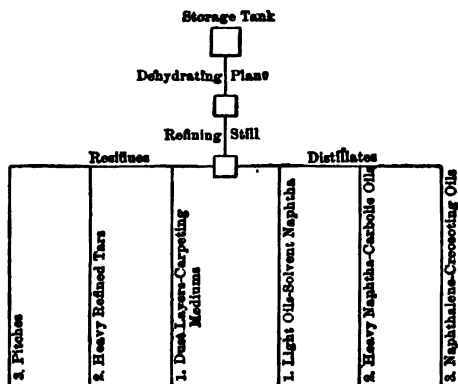 Storage Tank
Dehydrating Plane
Refining Still
Residues
Distillates
3. Pitches
2. Heavy Refined Tars
1. Dust Layers-Carpeting
Mediums
1. Light Oils-Solvent Naphtha
2. Heavy Naphtha-Carbolic Oils
3. Naphthalene-Creosoting Oils